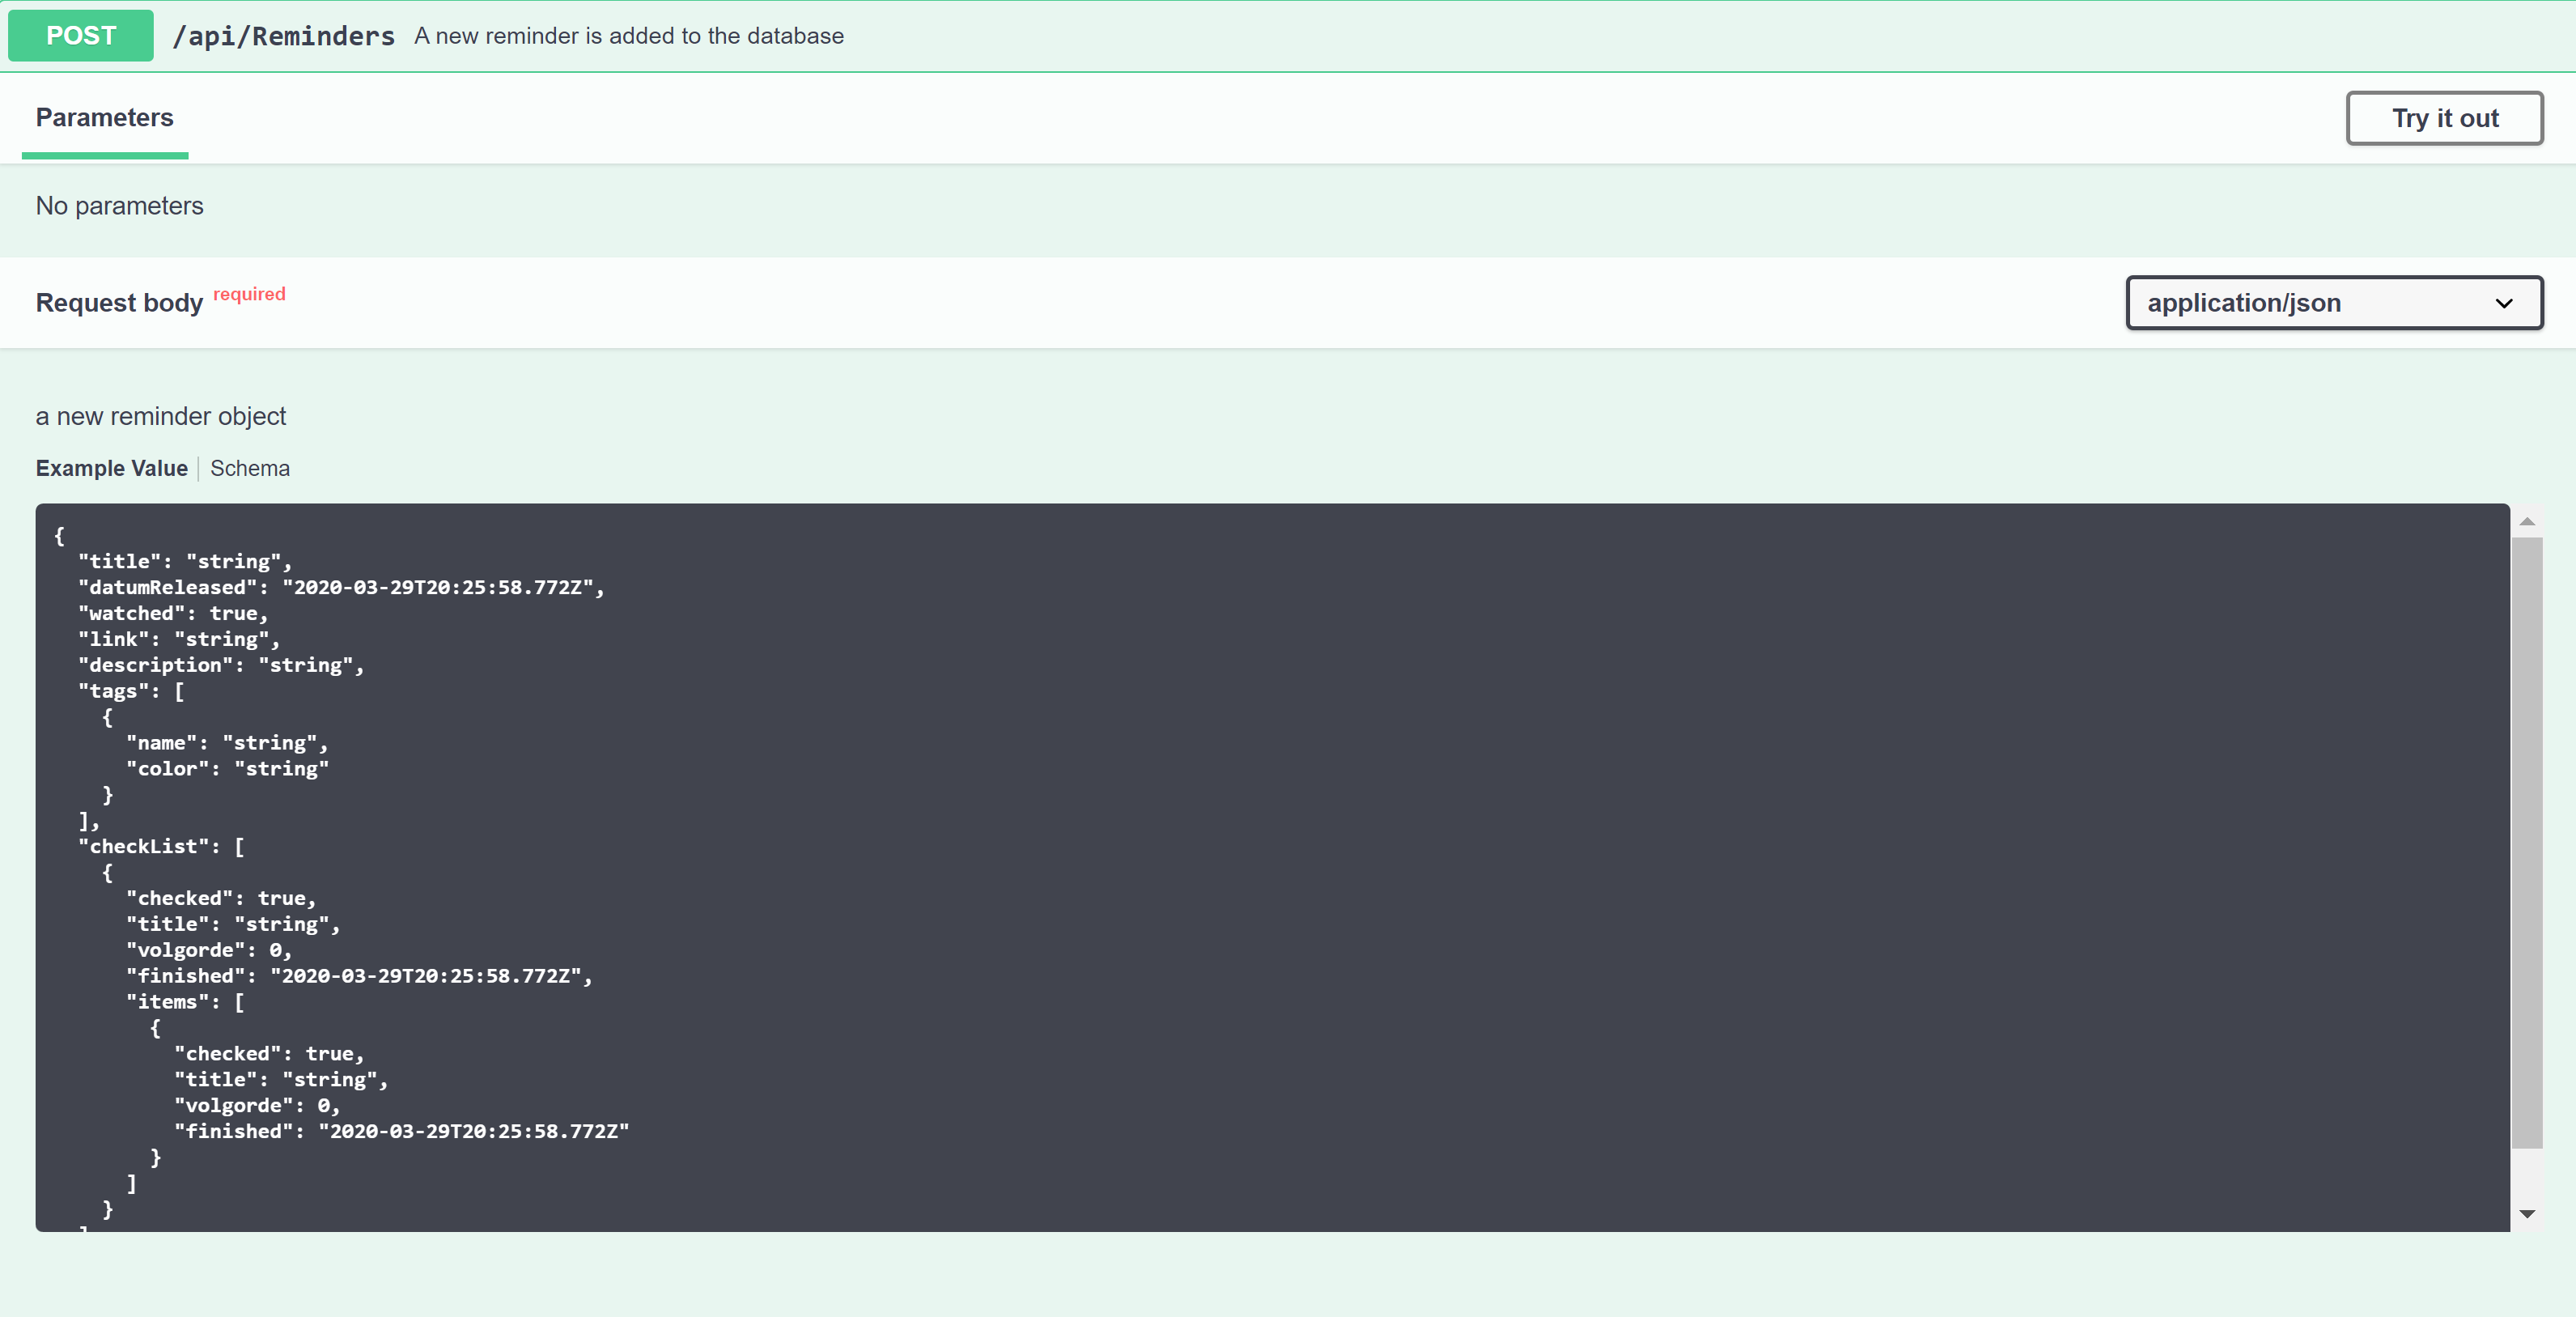 POST /api/Reminders A new reminder is added to the database
Parameters Try it out
No parameters
Request body required application/json
a new reminder object
Example Value Schema
{
  "title": "string",
  "datumReleased": "2020-03-29T20:25:58.772Z",
  "watched": true,
  "link": "string",
  "description": "string",
  "tags": [
    {
      "name": "string",
      "color": "string"
    }
  ],
  "checkList": [
    {
      "checked": true,
      "title": "string",
      "volgorde": 0,
      "finished": "2020-03-29T20:25:58.772Z",
      "items": [
        {
          "checked": true,
          "title": "string",
          "volgorde": 0,
          "finished": "2020-03-29T20:25:58.772Z"
        }
      ]
    }
  ]